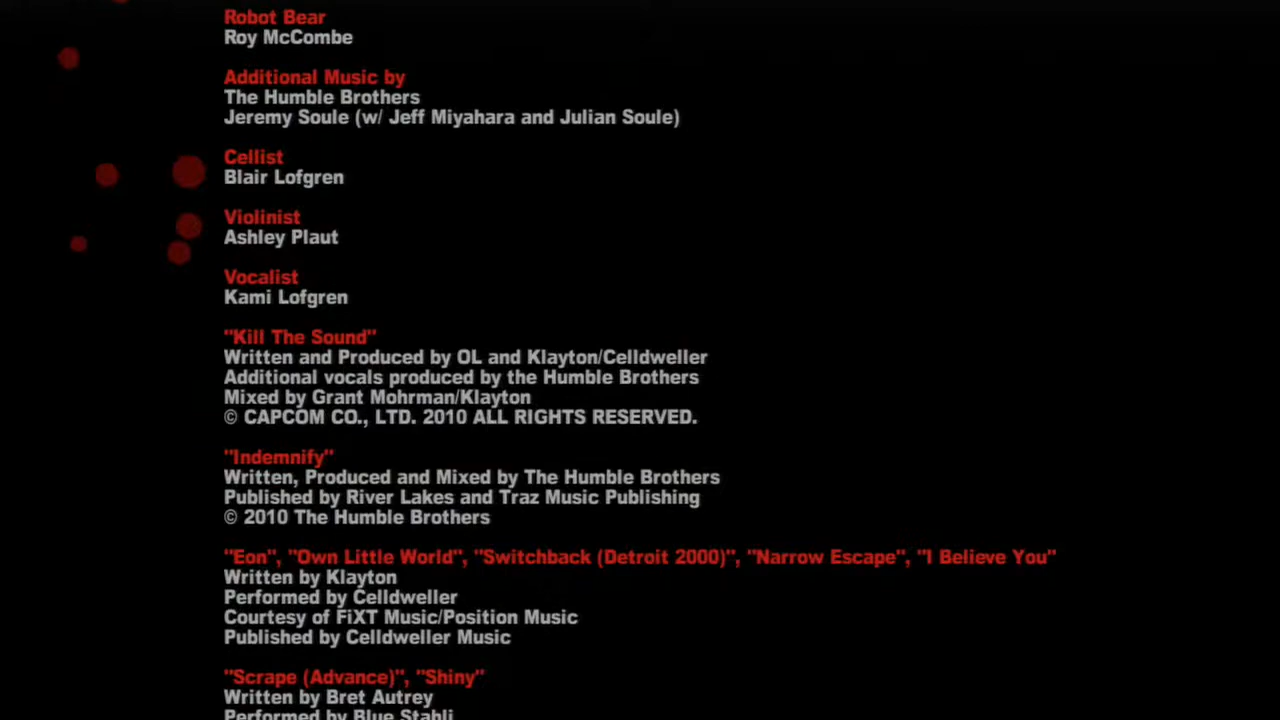 Robot Bear
Roy McCombe
Additional Music by
The Humble Brothers
Jeremy Soule (w/ Jeff Miyahara and Julian Soule)
Cellist
Blair Lofgren
Violinist
Ashley Plaut
Vocalist
Kami Lofgren
"Kill The Sound"
Written and Produced by OL and Klayton/Celldweller
Additional vocals produced by the Humble Brothers
Mixed by Grant Mohrman/Klayton
© CAPCOM CO., LTD. 2010 ALL RIGHTS RESERVED.
"Indemnify"
Written, Produced and Mixed by The Humble Brothers
Published by River Lakes and Traz Music Publishing
© 2010 The Humble Brothers
"Eon", "Own Little World", "Switchback (Detroit 2000)", "Narrow Escape", "I Believe You"
Written by Klayton
Performed by Celldweller
Courtesy of FiXT Music/Position Music
Published by Celldweller Music
"Scrape (Advance)", "Shiny"
Written by Bret Autrey
Performed by Blue Stahli